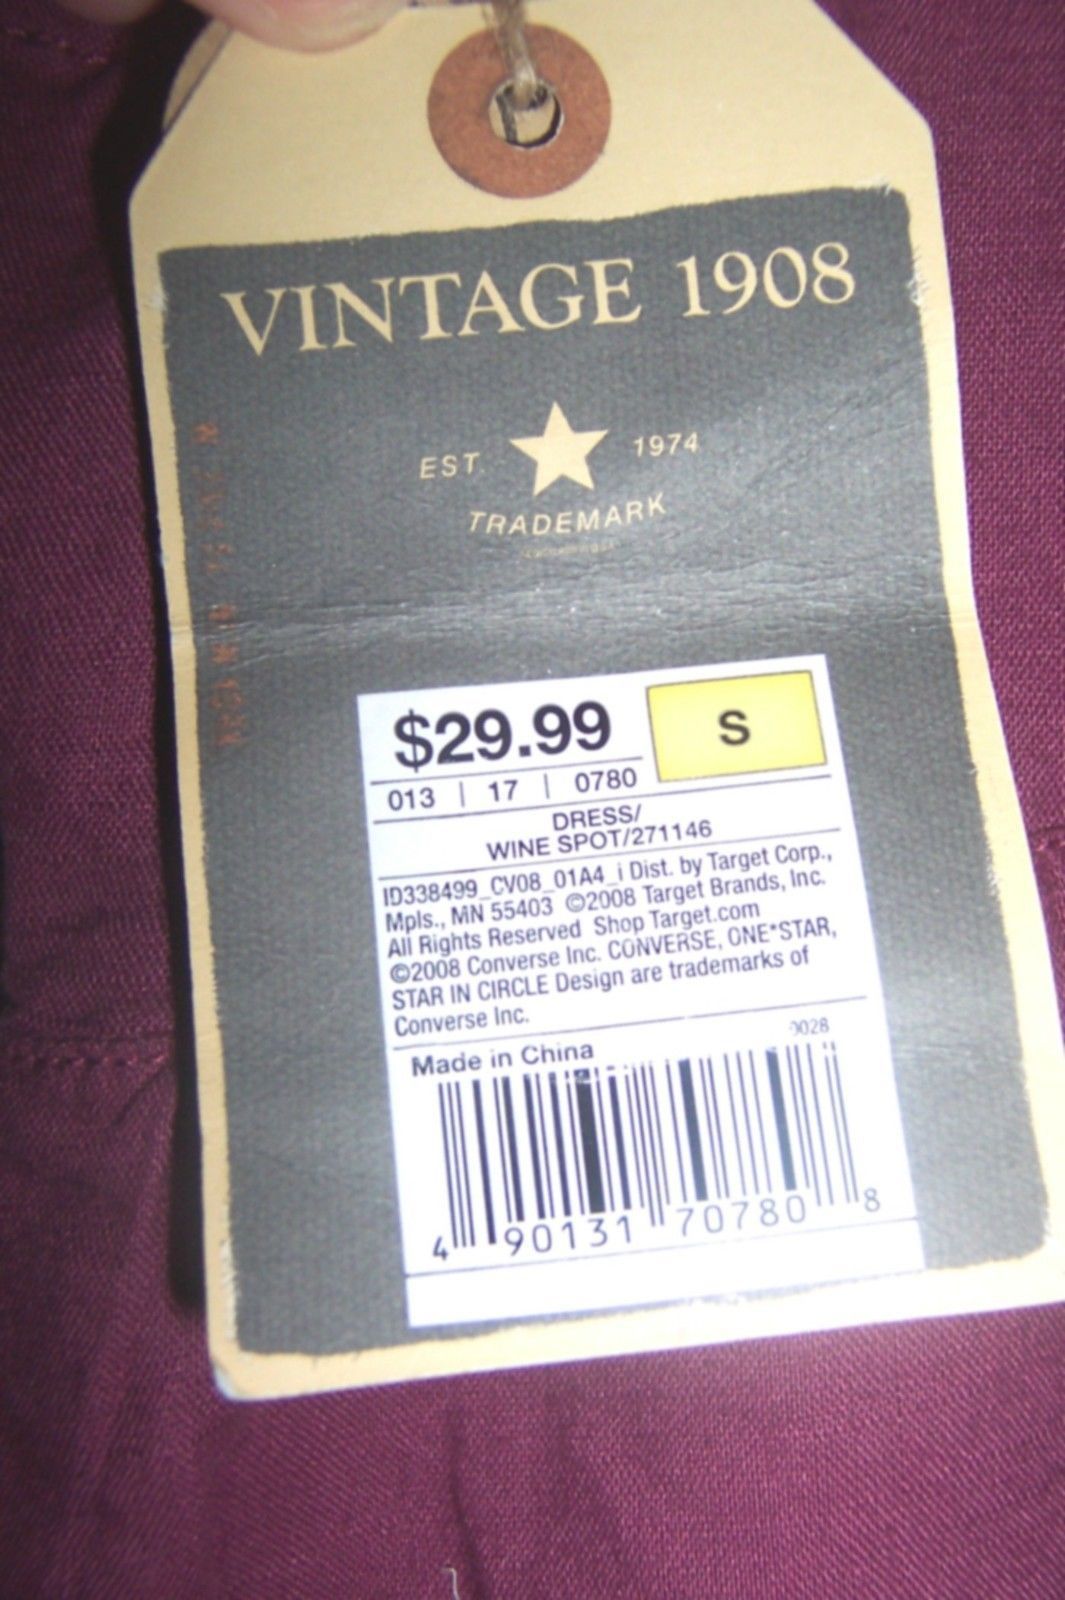 VINTAGE 1908
EST. 1974
TRADEMARK
$29.99
S
013 | 17 | 0780
DRESS/
WINE SPOT/271146
ID338499_CV08_01A4_i Dist. by Target Corp.,
Mpls., MN 55403 ©2008 Target Brands, Inc.
All Rights Reserved Shop Target.com
©2008 Converse Inc. CONVERSE, ONE*STAR,
STAR IN CIRCLE Design are trademarks of
Converse Inc.
0028
Made in China
4 90131 70780 8